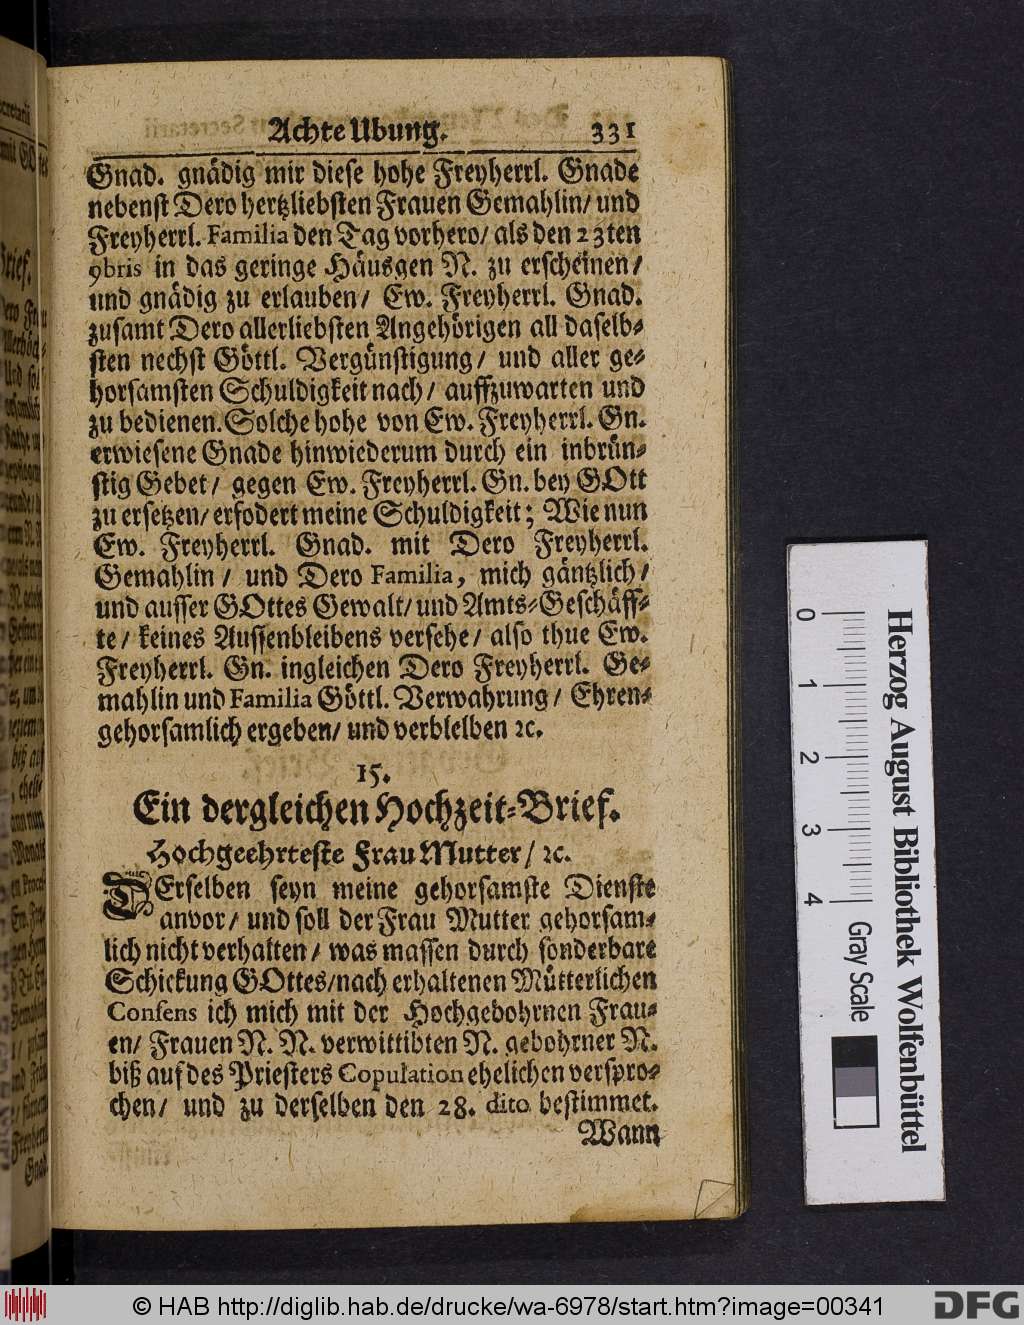 Achte Ubung. 331
Gnad. gnädig mir diese hohe Freyherrl. Gnade
nebenst Dero hertzliebsten Frauen Gemahlin/ und
Freyherrl. Familia den Tag vorhero/ als den 23ten
9bris in das geringe Häusgen N. zu erscheinen/
und gnädig zu erlauben/ Ew. Freyherrl. Gnad.
zusamt Dero allerliebsten Angehörigen all daselb-
sten nechst Göttl. Vergünstigung/ und aller ge-
horsamsten Schuldigkeit nach/ auffzuwarten und
zu bedienen. Solche hohe von Ew. Freyherrl. Gn.
erwiesene Gnade hinwiederum durch ein inbrün-
stig Gebet/ gegen Ew. Freyherrl. Gn. bey GOtt
zu ersetzen/ erfodert meine Schuldigkeit; Wie nun
Ew. Freyherrl. Gnad. mit Dero Freyherrl.
Gemahlin/ und Dero Familia, mich gäntzlich/
und ausser GOttes Gewalt/ und Amts-Geschäff-
te/ keines Aussenbleibens versehe/ also thue Ew.
Freyherrl. Gn. ingleichen Dero Freyherrl. Ge-
mahlin und Familia Göttl. Verwahrung/ Ehren-
gehorsamlich ergeben/ und verblelben ꝛc.
15.
Ein dergleichen Hochzeit-Brief.
Hochgeehrteste Frau Mutter/ ꝛc.
DErselben seyn meine gehorsamste Dienste
anvor/ und soll der Frau Mutter gehorsam-
lich nicht verhalten/ was massen durch sonderbare
Schickung GOttes/ nach erhaltenen Mütterlichen
Consens ich mich mit der Hochgebohrnen Frau-
en/ Frauen N. N. verwittibten N. gebohrner N.
biß auf des Priesters Copulation ehelichen verspro-
chen/ und zu derselben den 28. dito bestimmet.
Wann
0 1 2 3 4
Herzog August Bibliothek Wolfenbüttel
Gray Scale
© HAB http://diglib.hab.de/drucke/wa-6978/start.htm?image=00341
DFG